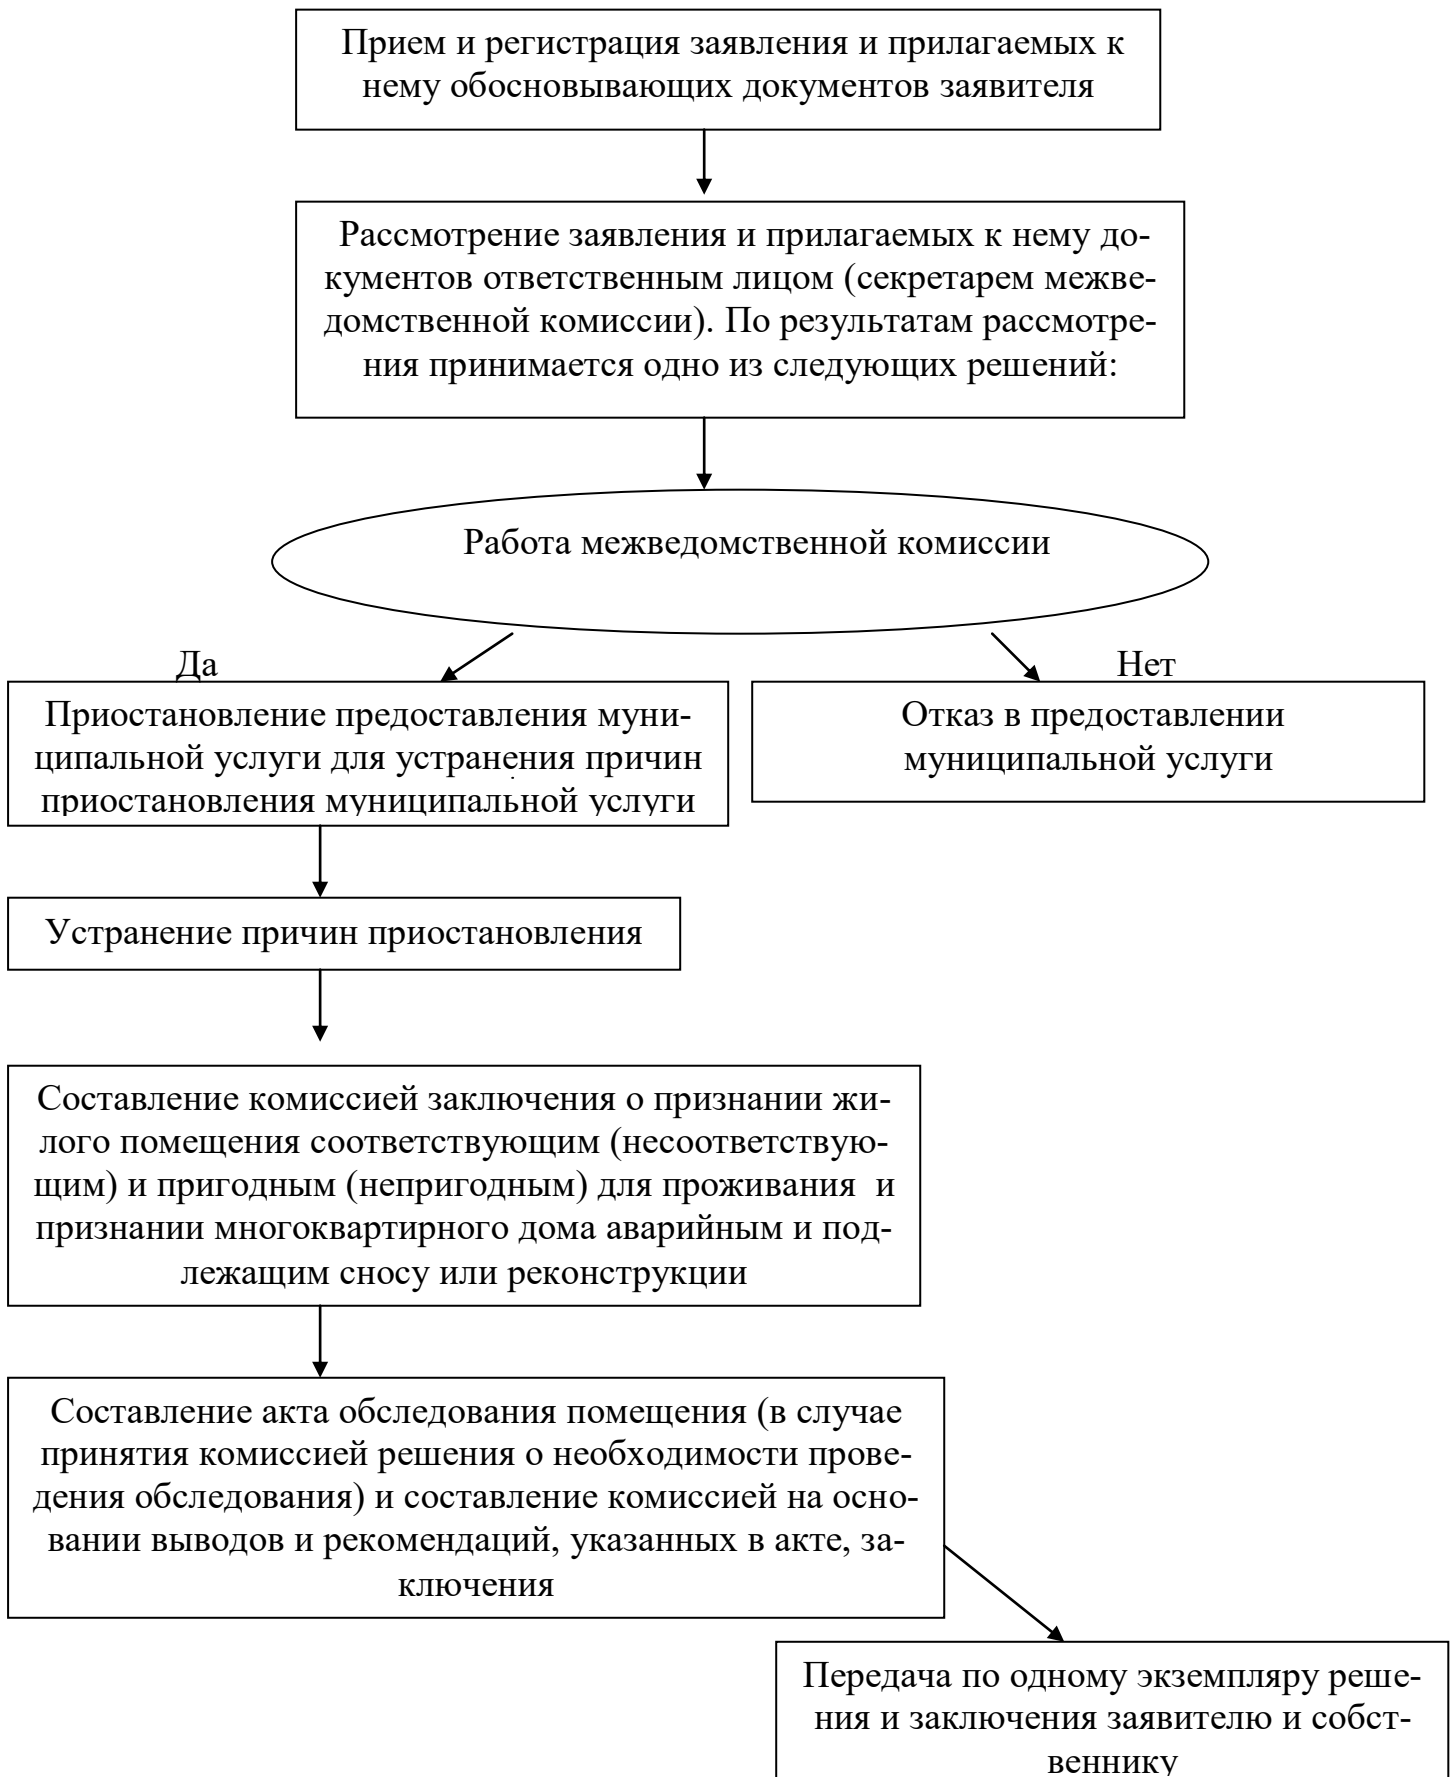 Прием и регистрация заявления и прилагаемых к
нему обосновывающих документов заявителя
Рассмотрение заявления и прилагаемых к нему до-
кументов ответственным лицом (секретарем межве-
домственной комиссии). По результатам рассмотре-
ния принимается одно из следующих решений:
Работа межведомственной комиссии
Да
Нет
Приостановление предоставления муни-
ципальной услуги для устранения причин
приостановления муниципальной услуги
Отказ в предоставлении
муниципальной услуги
Устранение причин приостановления
Составление комиссией заключения о признании жи-
лого помещения соответствующим (несоответствую-
щим) и пригодным (непригодным) для проживания  и
признании многоквартирного дома аварийным и под-
лежащим сносу или реконструкции
Составление акта обследования помещения (в случае
принятия комиссией решения о необходимости прове-
дения обследования) и составление комиссией на осно-
вании выводов и рекомендаций, указанных в акте, за-
ключения
Передача по одному экземпляру реше-
ния и заключения заявителю и собст-
веннику